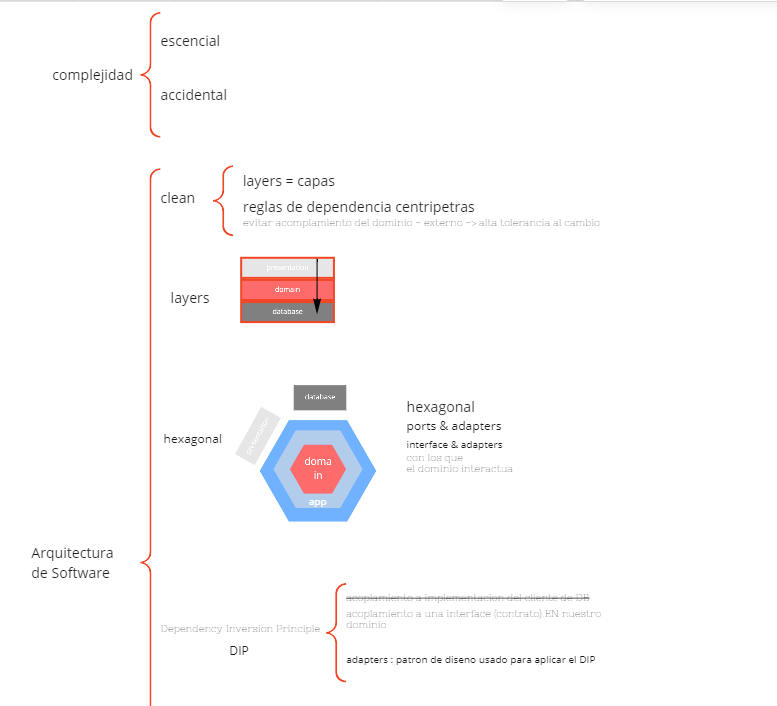 escencial
complejidad
accidental
clean
layers = capas
reglas de dependencia centripetras
evitar acomplamiento del dominio - externo -> alta tolerancia al cambio
layers
presentation
domain
database
hexagonal
database
presentation
doma
in
app
hexagonal
ports & adapters
interface & adapters
con los que
el dominio interactua
Arquitectura
de Software
Dependency Inversion Principle
DIP
acoplamiento a implementacion del cliente de DB
acoplamiento a una interface (contrato) EN nuestro
dominio
adapters : patron de diseno usado para aplicar el DIP